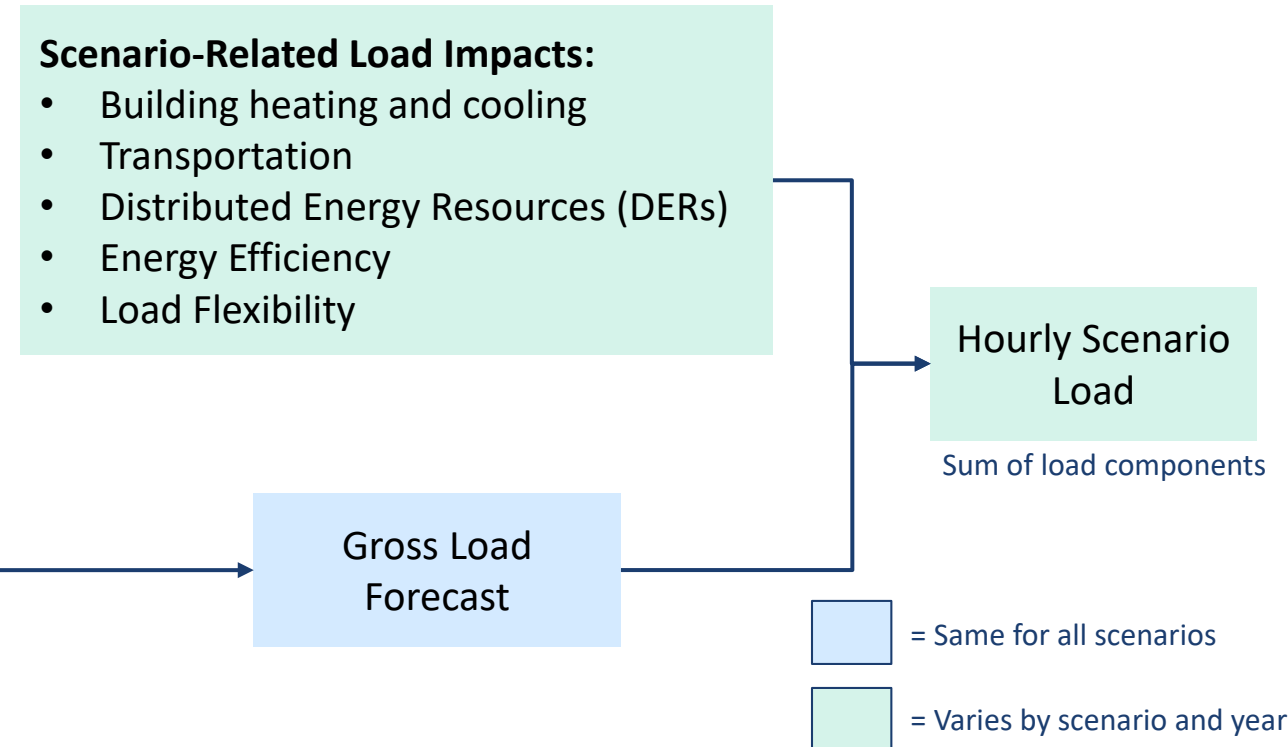 Scenario-Related Load Impacts:
• Building heating and cooling
• Transportation
• Distributed Energy Resources (DERs)
• Energy Efficiency
• Load Flexibility
Hourly Scenario
Load
Sum of load components
Gross Load
Forecast
= Same for all scenarios
= Varies by scenario and year